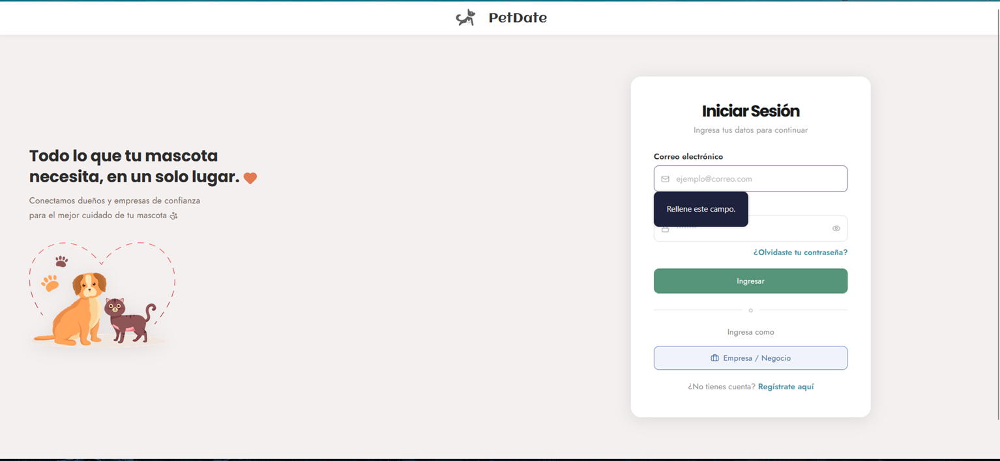 PetDate
Todo lo que tu mascota
necesita, en un solo lugar.
Conectamos dueños y empresas de confianza
para el mejor cuidado de tu mascota
Iniciar Sesión
Ingresa tus datos para continuar
Correo electrónico
ejemplo@correo.com
Rellene este campo.
¿Olvidaste tu contraseña?
Ingresar
o
Ingresa como
Empresa / Negocio
¿No tienes cuenta? Regístrate aquí